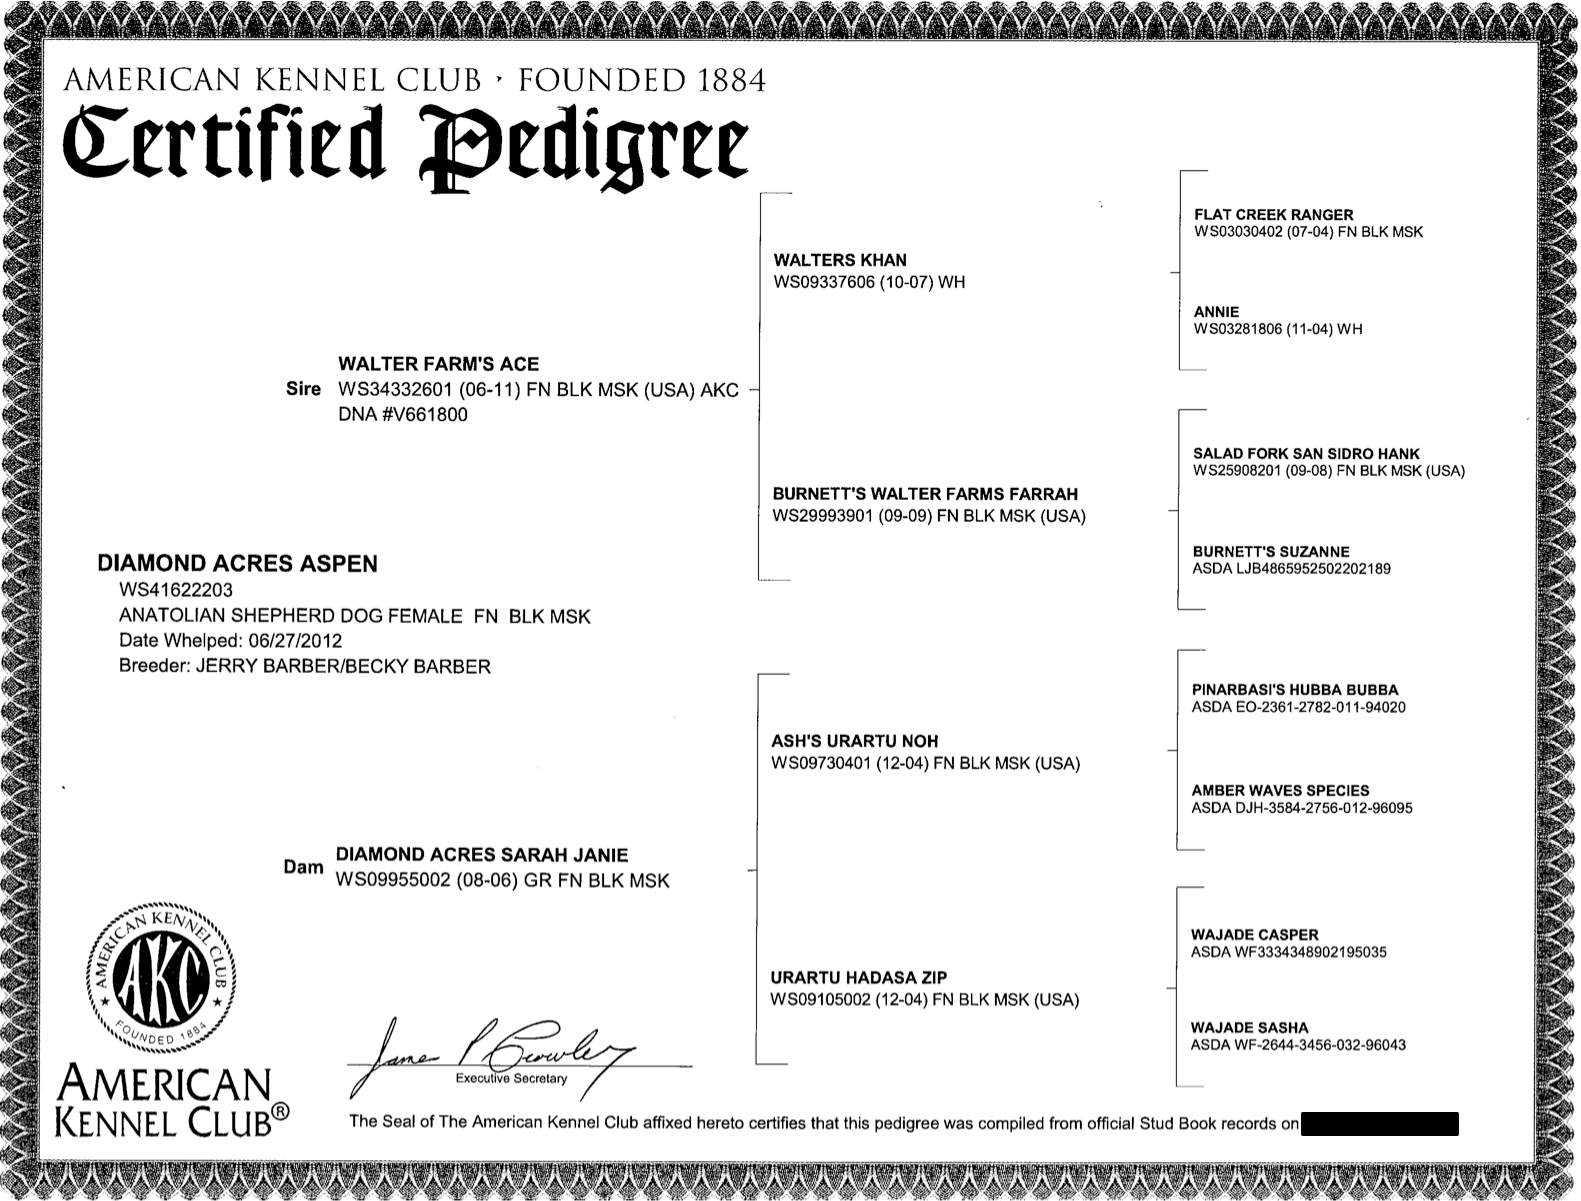 AMERICAN KENNEL CLUB · FOUNDED 1884
Certified Pedigree
FLAT CREEK RANGER
WS03030402 (07-04) FN BLK MSK
WALTERS KHAN
WS09337606 (10-07) WH
ANNIE
WS03281806 (11-04) WH
WALTER FARM'S ACE
Sire WS34332601 (06-11) FN BLK MSK (USA) AKC
DNA #V661800
SALAD FORK SAN SIDRO HANK
WS25908201 (09-08) FN BLK MSK (USA)
BURNETT'S WALTER FARMS FARRAH
WS29993901 (09-09) FN BLK MSK (USA)
BURNETT'S SUZANNE
ASDA LJB4865952502202189
DIAMOND ACRES ASPEN
WS41622203
ANATOLIAN SHEPHERD DOG FEMALE FN BLK MSK
Date Whelped: 06/27/2012
Breeder: JERRY BARBER/BECKY BARBER
PINARBASI'S HUBBA BUBBA
ASDA EO-2361-2782-011-94020
ASH'S URARTU NOH
WS09730401 (12-04) FN BLK MSK (USA)
AMBER WAVES SPECIES
ASDA DJH-3584-2756-012-96095
DIAMOND ACRES SARAH JANIE
Dam WS09955002 (08-06) GR FN BLK MSK
WAJADE CASPER
ASDA WF3334348902195035
URARTU HADASA ZIP
WS09105002 (12-04) FN BLK MSK (USA)
WAJADE SASHA
ASDA WF-2644-3456-032-96043
AMERICAN KENNEL CLUB
AKC
FOUNDED 1884
AMERICAN
KENNEL CLUB®
James P Crowley
Executive Secretary
The Seal of The American Kennel Club affixed hereto certifies that this pedigree was compiled from official Stud Book records on